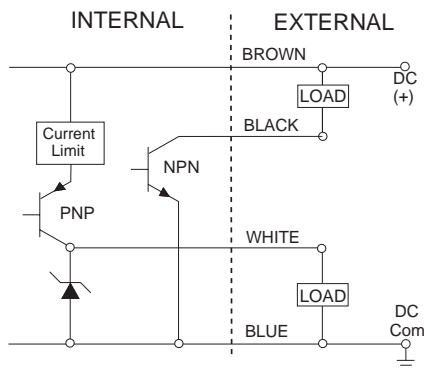 INTERNAL
EXTERNAL
BROWN
DC
(+)
LOAD
BLACK
Current
Limit
NPN
PNP
WHITE
LOAD
DC
Com
BLUE